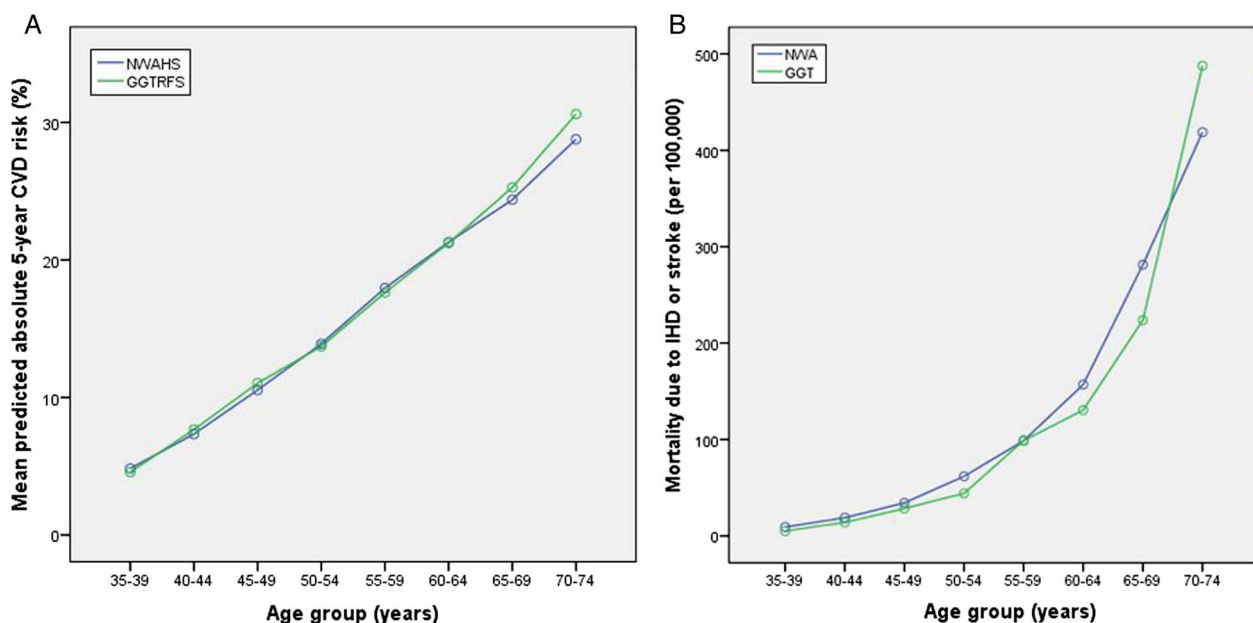 A
NWAHS
GGTRFS
Mean predicted absolute 5-year CVD risk (%)
30
20
10
0
35-39 40-44 45-49 50-54 55-59 60-64 65-69 70-74
Age group (years)
B
NWA
GGT
Mortality due to IHD or stroke (per 100,000)
500
400
300
200
100
0
35-39 40-44 45-49 50-54 55-59 60-64 65-69 70-74
Age group (years)